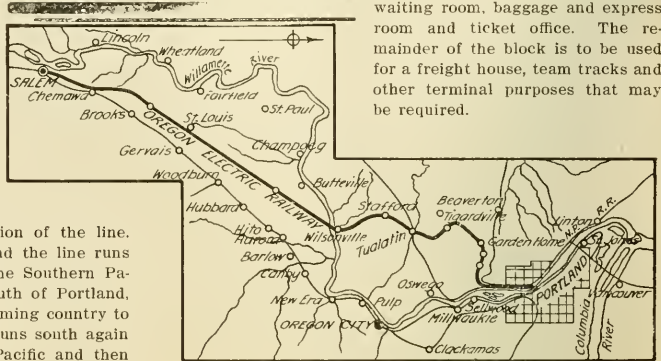 waiting room, baggage and express
room and ticket office. The re-
mainder of the block is to be used
for a freight house, team tracks and
other terminal purposes that may
be required.
Lincoln
Wheatland
Willamette River
SALEM
Chemawa
Fairfield
St. Paul
Brooks
St. Louis
OREGON ELECTRIC RAILWAY
Champoeg
Gervais
Woodburn
Butteville
Hubbard
Hito
Aurora
Barlow
Canby
Wilsonville
Stafford
Tualatin
Beaverton
Tigardville
Garden Home
Linton
N.P. R.R.
St. Johns
PORTLAND
Vancouver
Columbia River
Oswego
Sellwood
Milwaukie
New Era
Pulp
OREGON CITY
Clackamas
tion of the line.
nd the line runs
he Southern Pa-
uth of Portland,
ming country to
uns south again
Pacific and then